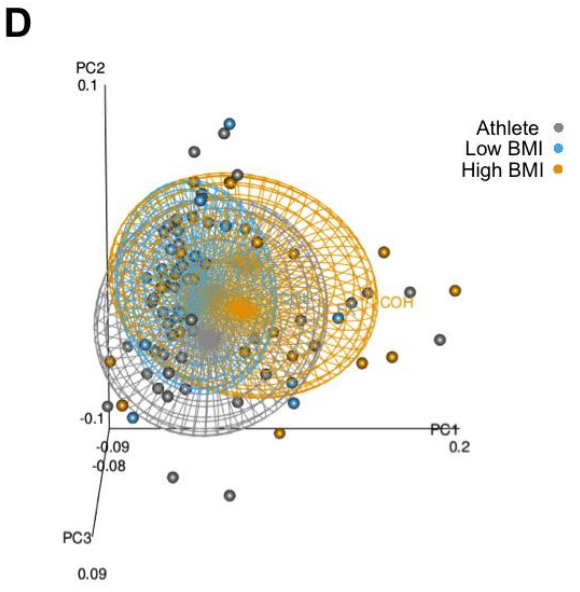 D
PC2
0.1
Athlete
Low BMI
High BMI
COH
-0.1
PC1
-0.09
0.2
-0.08
PC3
0.09